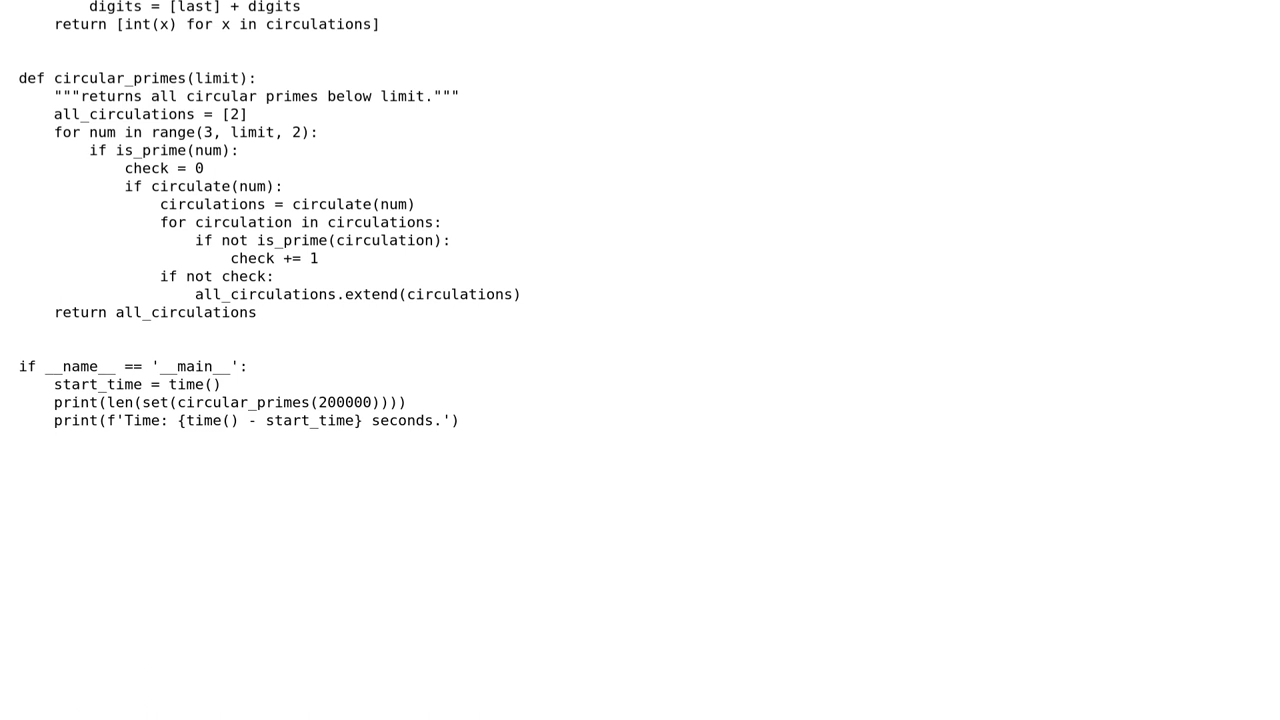 digits = [last] + digits
    return [int(x) for x in circulations]


def circular_primes(limit):
    """returns all circular primes below limit."""
    all_circulations = [2]
    for num in range(3, limit, 2):
        if is_prime(num):
            check = 0
            if circulate(num):
                circulations = circulate(num)
                for circulation in circulations:
                    if not is_prime(circulation):
                        check += 1
                if not check:
                    all_circulations.extend(circulations)
    return all_circulations


if __name__ == '__main__':
    start_time = time()
    print(len(set(circular_primes(200000))))
    print(f'Time: {time() - start_time} seconds.')